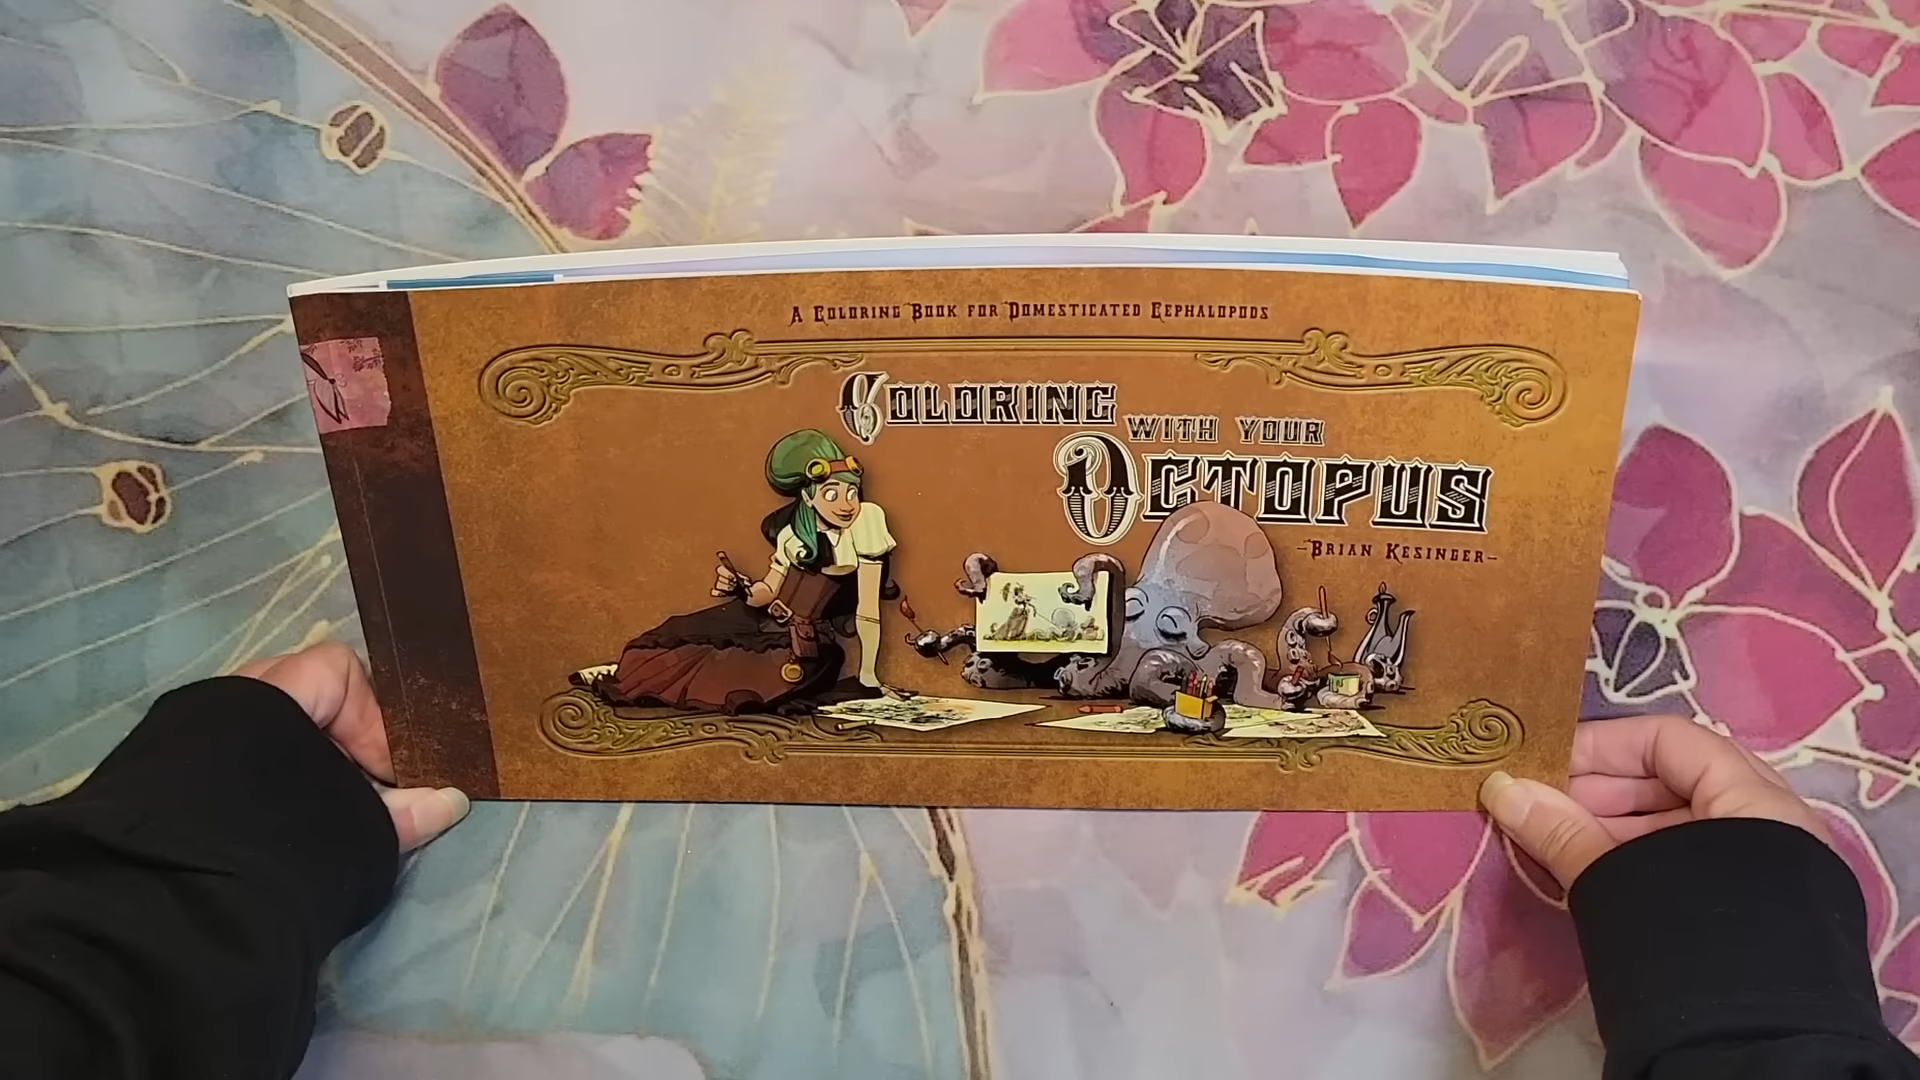 A Coloring Book for Domesticated Cephalopods
Coloring
with your
Octopus
-Brian Kesinger-